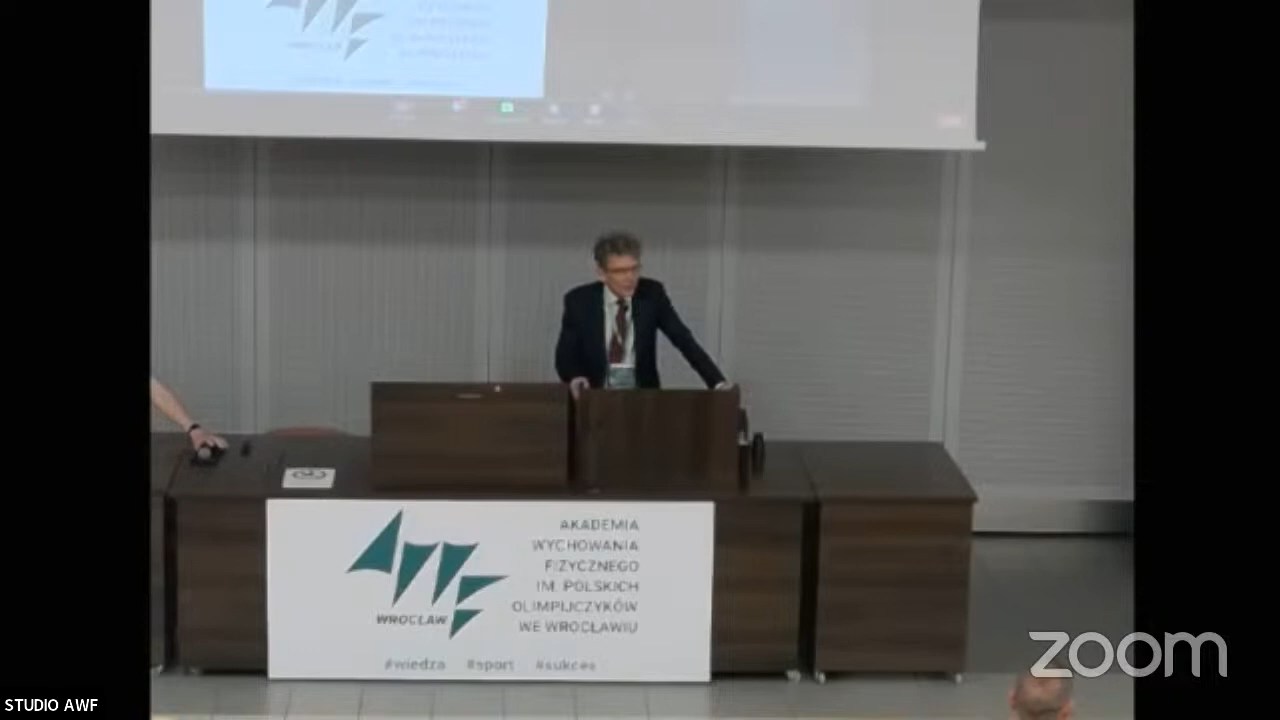 WROCŁAW
AKADEMIA
WYCHOWANIA
FIZYCZNEGO
IM. POLSKICH
OLIMPIJCZYKÓW
WE WROCŁAWIU
#wiedza #sport #sukces
zoom
STUDIO AWF